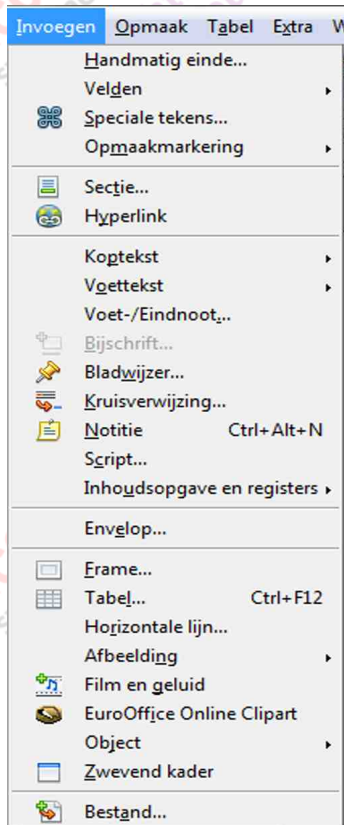 Invoegen Opmaak Tabel Extra
Handmatig einde...
Velden
Speciale tekens...
Opmaakmarkering
Sectie...
Hyperlink
Koptekst
Voettekst
Voet-/Eindnoot...
Bijschrift...
Bladwijzer...
Kruisverwijzing...
Notitie Ctrl+Alt+N
Script...
Inhoudsopgave en registers
Envelop...
Frame...
Tabel... Ctrl+F12
Horizontale lijn...
Afbeelding
Film en geluid
EuroOffice Online Clipart
Object
Zwevend kader
Bestand...